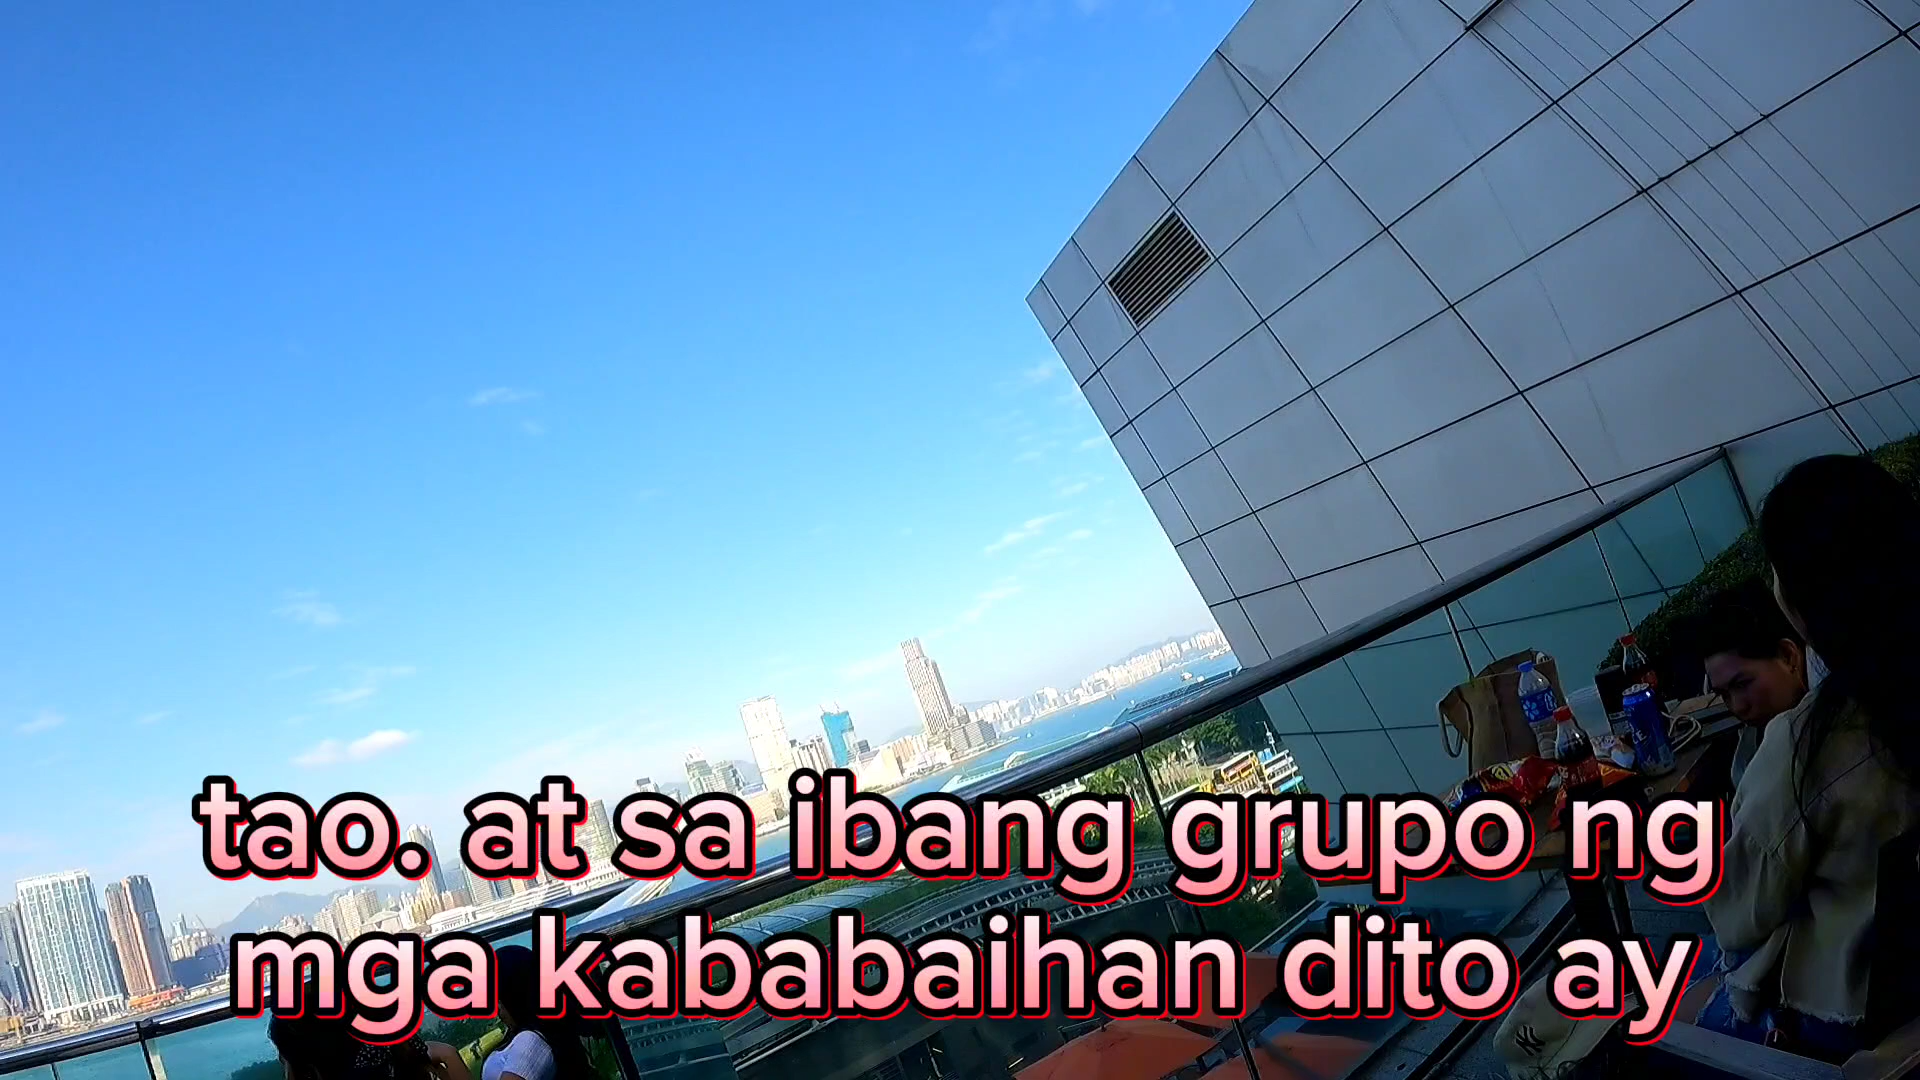 tao. at sa ibang grupo ng
mga kababaihan dito ay